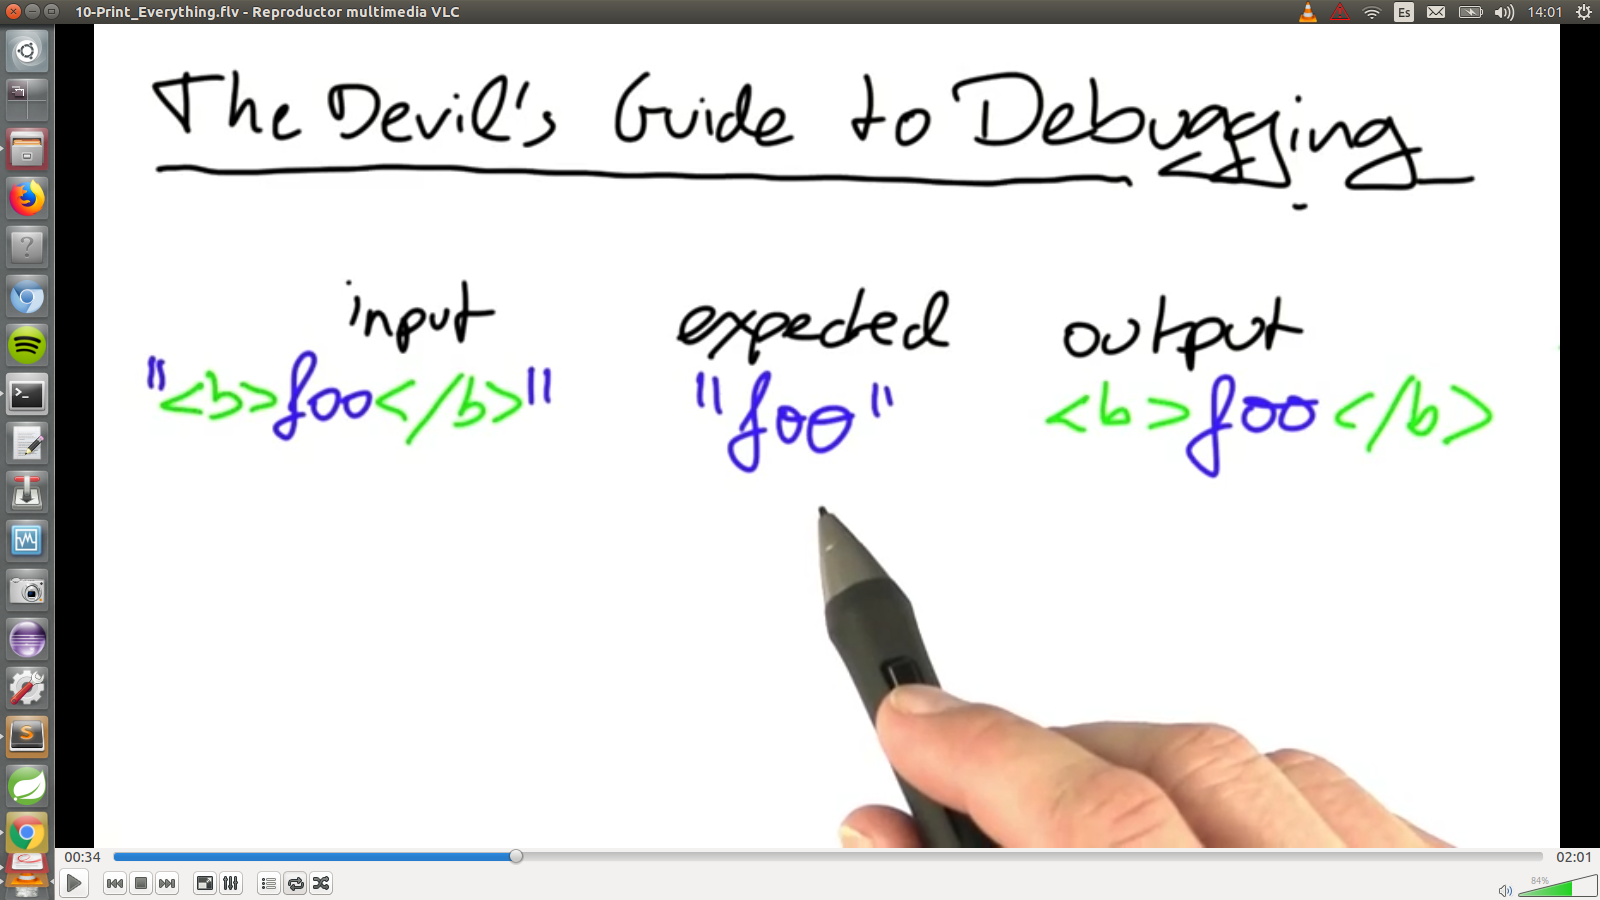 10-Print_Everything.flv - Reproductor multimedia VLC
Es
14:01
The Devil's Guide to Debugging
input expected output
"<b>foo</b>" "foo" <b>foo</b>
00:34
02:01
84%